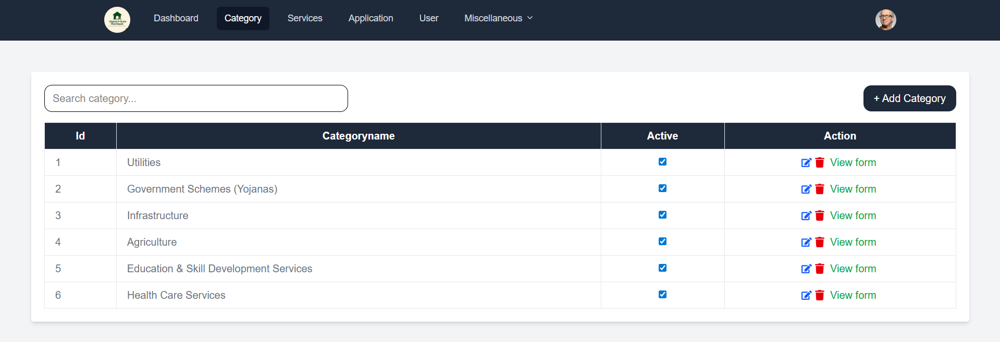 Digital E-Gram
Panchayat
Dashboard Category Services Application User Miscellaneous
Search category... + Add Category
Id Categoryname Active Action
1 Utilities View form
2 Government Schemes (Yojanas) View form
3 Infrastructure View form
4 Agriculture View form
5 Education & Skill Development Services View form
6 Health Care Services View form